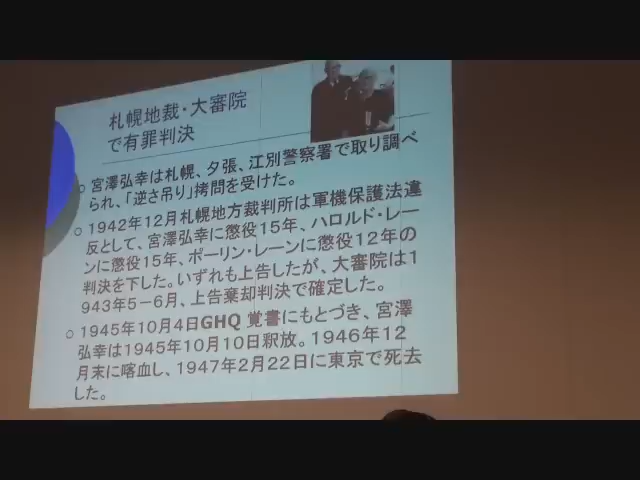 札幌地裁・大審院
で有罪判決
○ 宮澤弘幸は札幌、夕張、江別警察署で取り調べ
られ、「逆さ吊り」拷問を受けた。
○ 1942年12月札幌地方裁判所は軍機保護法違
反として、宮澤弘幸に懲役15年、ハロルド・レー
ンに懲役15年、ポーリン・レーンに懲役12年の
判決を下した。いずれも上告したが、大審院は1
943年5－6月、上告棄却判決で確定した。
○ 1945年10月4日GHQ 覚書にもとづき、宮澤
弘幸は1945年10月10日釈放。1946年12
月末に喀血し、1947年2月22日に東京で死去
した。